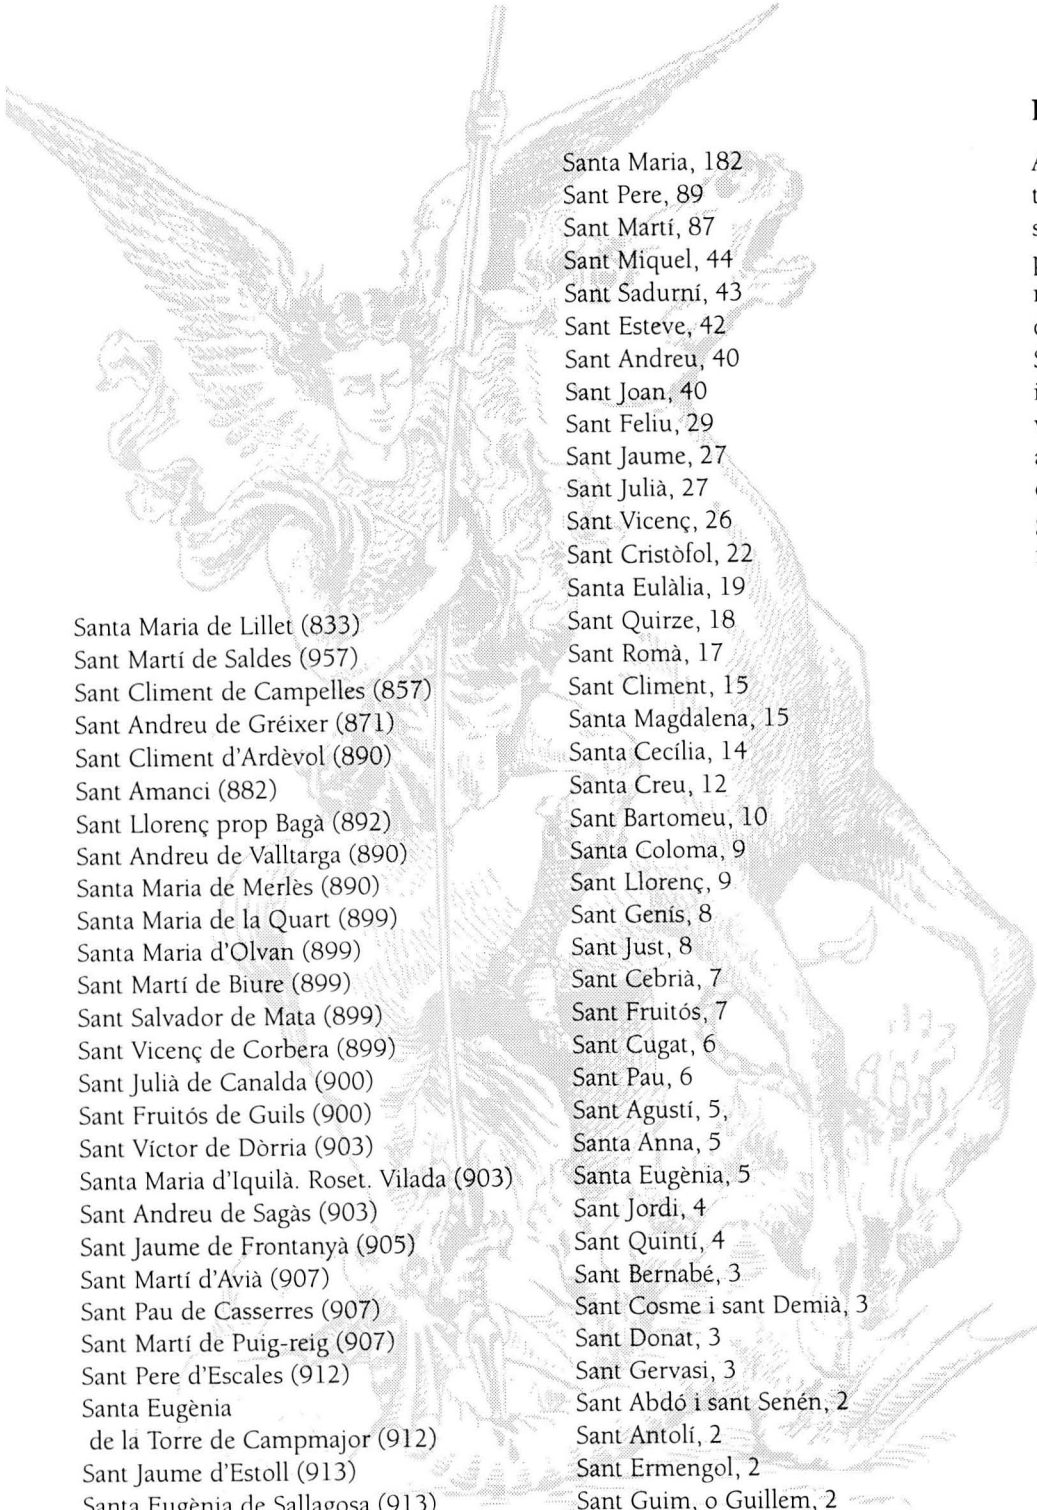 Santa Maria de Lillet (833)
Sant Martí de Saldes (957)
Sant Climent de Campelles (857)
Sant Andreu de Gréixer (871)
Sant Climent d'Ardèvol (890)
Sant Amanci (882)
Sant Llorenç prop Bagà (892)
Sant Andreu de Valltarga (890)
Santa Maria de Merlès (890)
Santa Maria de la Quart (899)
Santa Maria d'Olvan (899)
Sant Martí de Biure (899)
Sant Salvador de Mata (899)
Sant Vicenç de Corbera (899)
Sant Julià de Canalda (900)
Sant Fruitós de Guils (900)
Sant Víctor de Dòrria (903)
Santa Maria d'Iquilà. Roset. Vilada (903)
Sant Andreu de Sagàs (903)
Sant Jaume de Frontanyà (905)
Sant Martí d'Avià (907)
Sant Pau de Casserres (907)
Sant Martí de Puig-reig (907)
Sant Pere d'Escales (912)
Santa Eugènia
de la Torre de Campmajor (912)
Sant Jaume d'Estoll (913)
Santa Eugènia de Sallagosa (913)
Santa Maria, 182
Sant Pere, 89
Sant Martí, 87
Sant Miquel, 44
Sant Sadurní, 43
Sant Esteve, 42
Sant Andreu, 40
Sant Joan, 40
Sant Feliu, 29
Sant Jaume, 27
Sant Julià, 27
Sant Vicenç, 26
Sant Cristòfol, 22
Santa Eulàlia, 19
Sant Quirze, 18
Sant Romà, 17
Sant Climent, 15
Santa Magdalena, 15
Santa Cecília, 14
Santa Creu, 12
Sant Bartomeu, 10
Santa Coloma, 9
Sant Llorenç, 9
Sant Genís, 8
Sant Just, 8
Sant Cebrià, 7
Sant Fruitós, 7
Sant Cugat, 6
Sant Pau, 6
Sant Agustí, 5,
Santa Anna, 5
Santa Eugènia, 5
Sant Jordi, 4
Sant Quintí, 4
Sant Bernabé, 3
Sant Cosme i sant Demià, 3
Sant Donat, 3
Sant Gervasi, 3
Sant Abdó i sant Senén, 2
Sant Antolí, 2
Sant Ermengol, 2
Sant Guim, o Guillem, 2